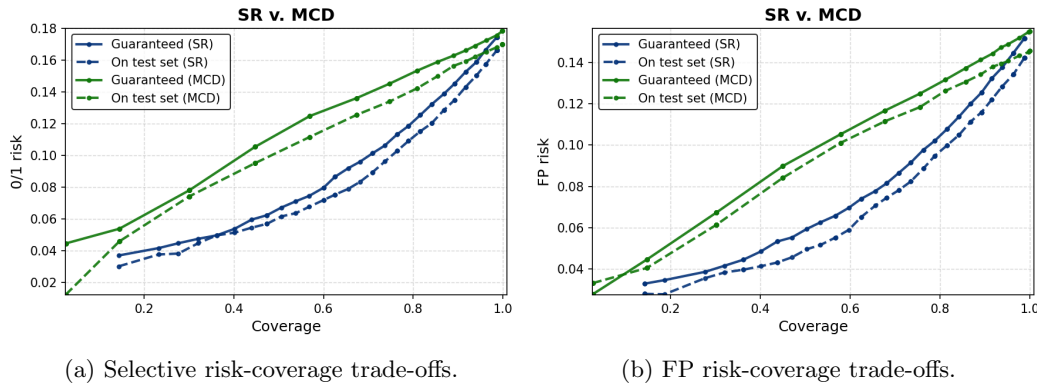 SR v. MCD
0.18
0.16
0.14
0.12
0.10
0.08
0.06
0.04
0.02
0/1 risk
Guaranteed (SR)
On test set (SR)
Guaranteed (MCD)
On test set (MCD)
0.2
0.4
0.6
0.8
1.0
Coverage
(a) Selective risk-coverage trade-offs.
SR v. MCD
0.14
0.12
0.10
0.08
0.06
0.04
FP risk
Guaranteed (SR)
On test set (SR)
Guaranteed (MCD)
On test set (MCD)
0.2
0.4
0.6
0.8
1.0
Coverage
(b) FP risk-coverage trade-offs.